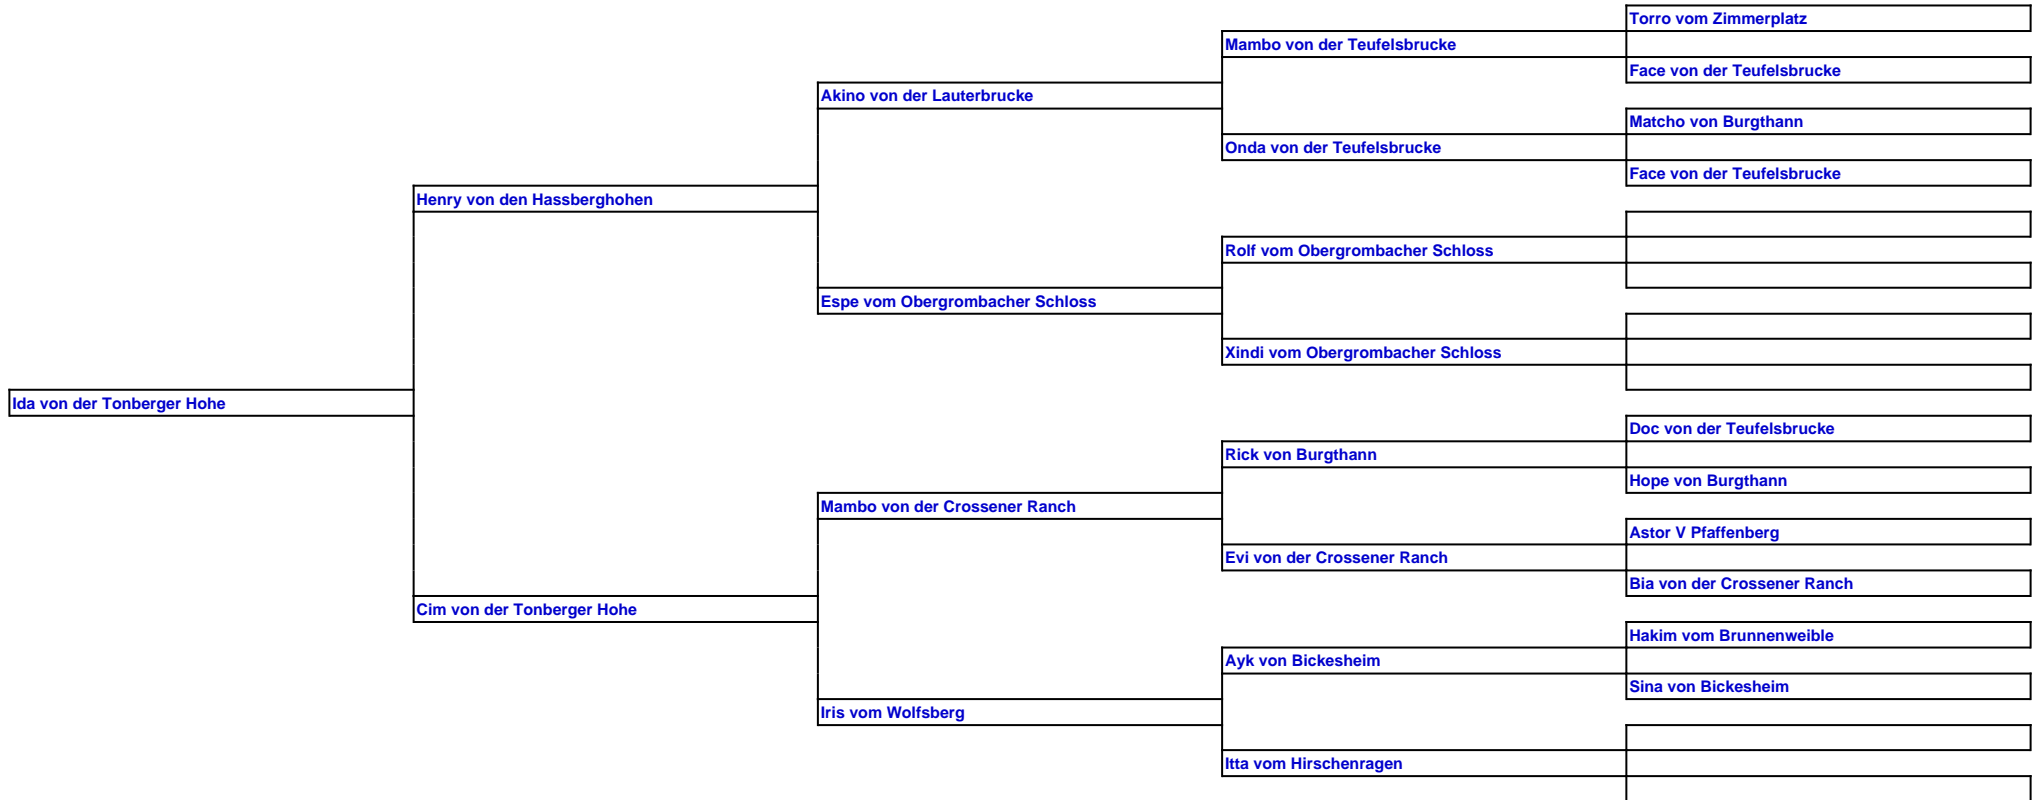 Torro vom Zimmerplatz
Mambo von der Teufelsbrucke
Face von der Teufelsbrucke
Akino von der Lauterbrucke
Matcho von Burgthann
Onda von der Teufelsbrucke
Face von der Teufelsbrucke
Henry von den Hassberghohen
Rolf vom Obergrombacher Schloss
Espe vom Obergrombacher Schloss
Xindi vom Obergrombacher Schloss
Ida von der Tonberger Hohe
Doc von der Teufelsbrucke
Rick von Burgthann
Hope von Burgthann
Mambo von der Crossener Ranch
Astor V Pfaffenberg
Evi von der Crossener Ranch
Bia von der Crossener Ranch
Cim von der Tonberger Hohe
Hakim vom Brunnenweible
Ayk von Bickesheim
Sina von Bickesheim
Iris vom Wolfsberg
Itta vom Hirschenragen